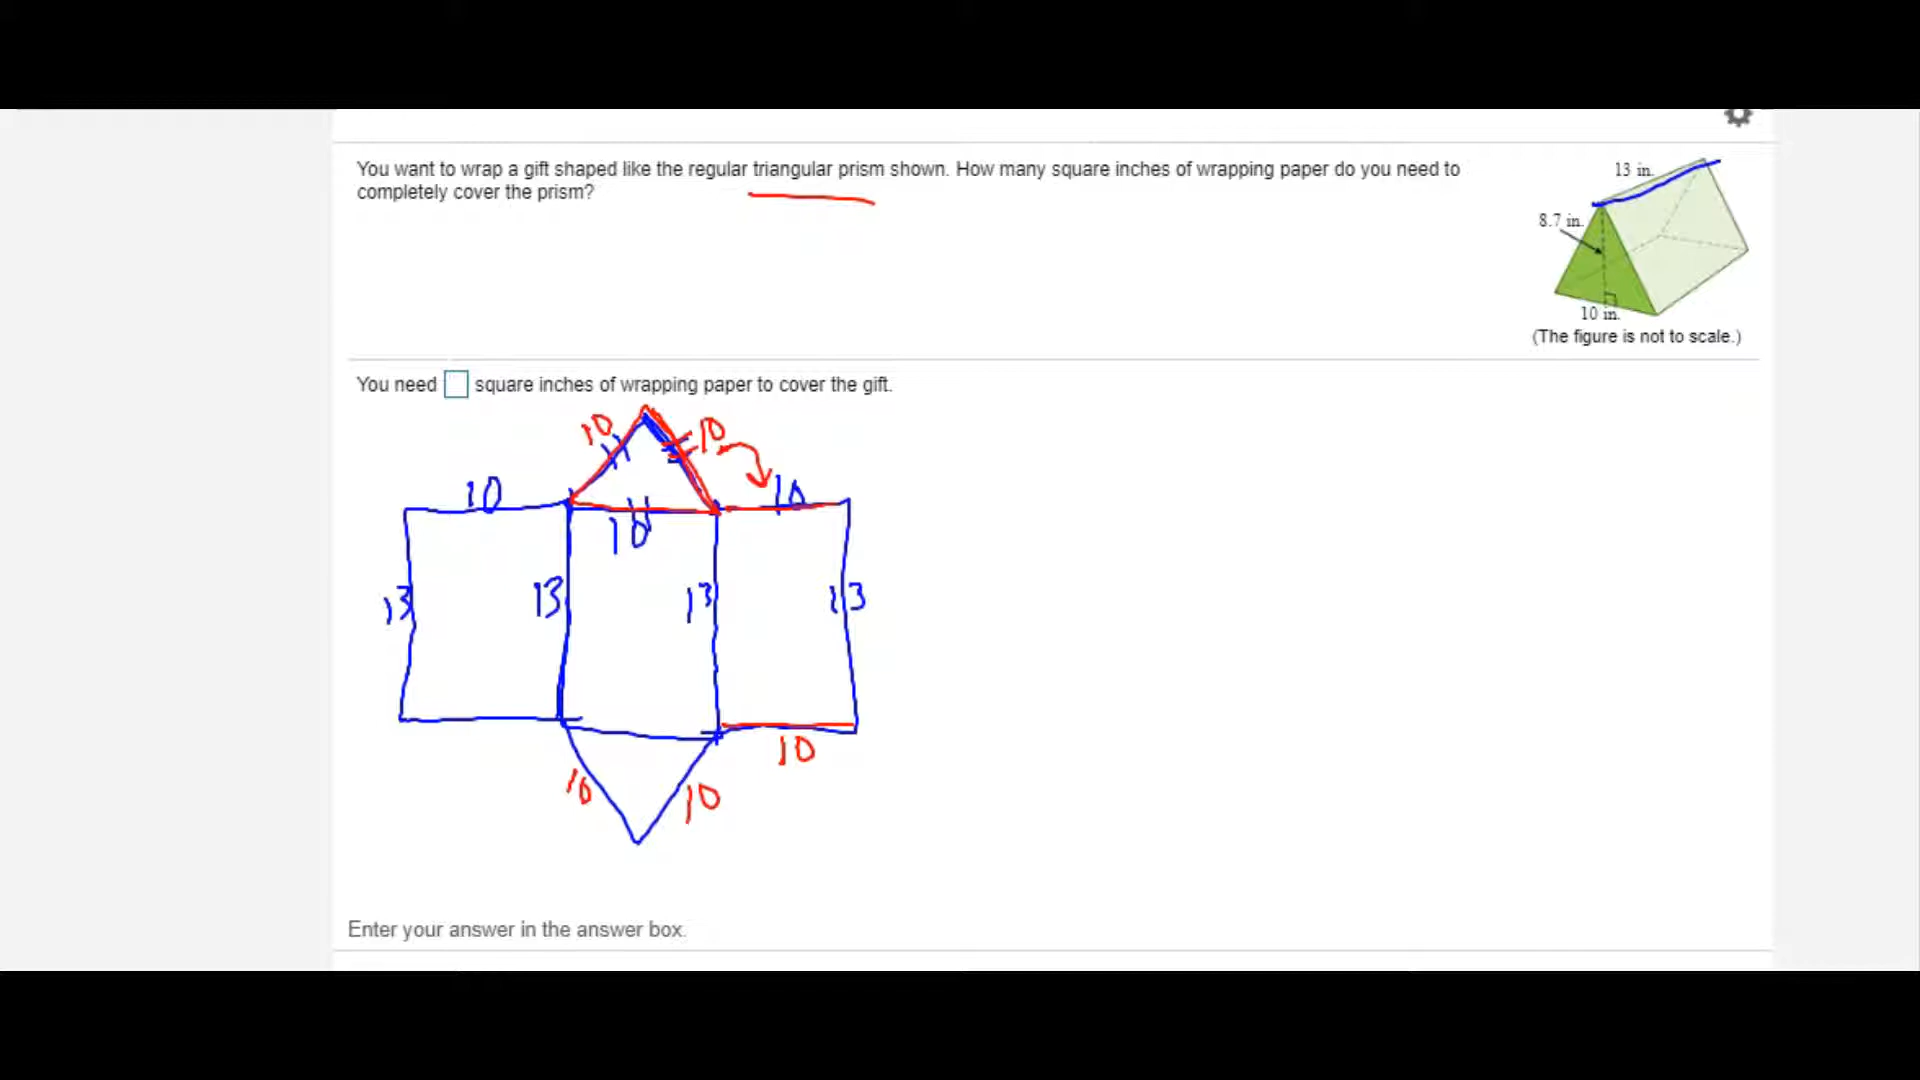 You want to wrap a gift shaped like the regular triangular prism shown. How many square inches of wrapping paper do you need to
completely cover the prism?
13 in.
8.7 in.
10 in.
(The figure is not to scale.)
You need square inches of wrapping paper to cover the gift.
10 10
10 10 10
13 13 13 13
10
10 10
Enter your answer in the answer box.